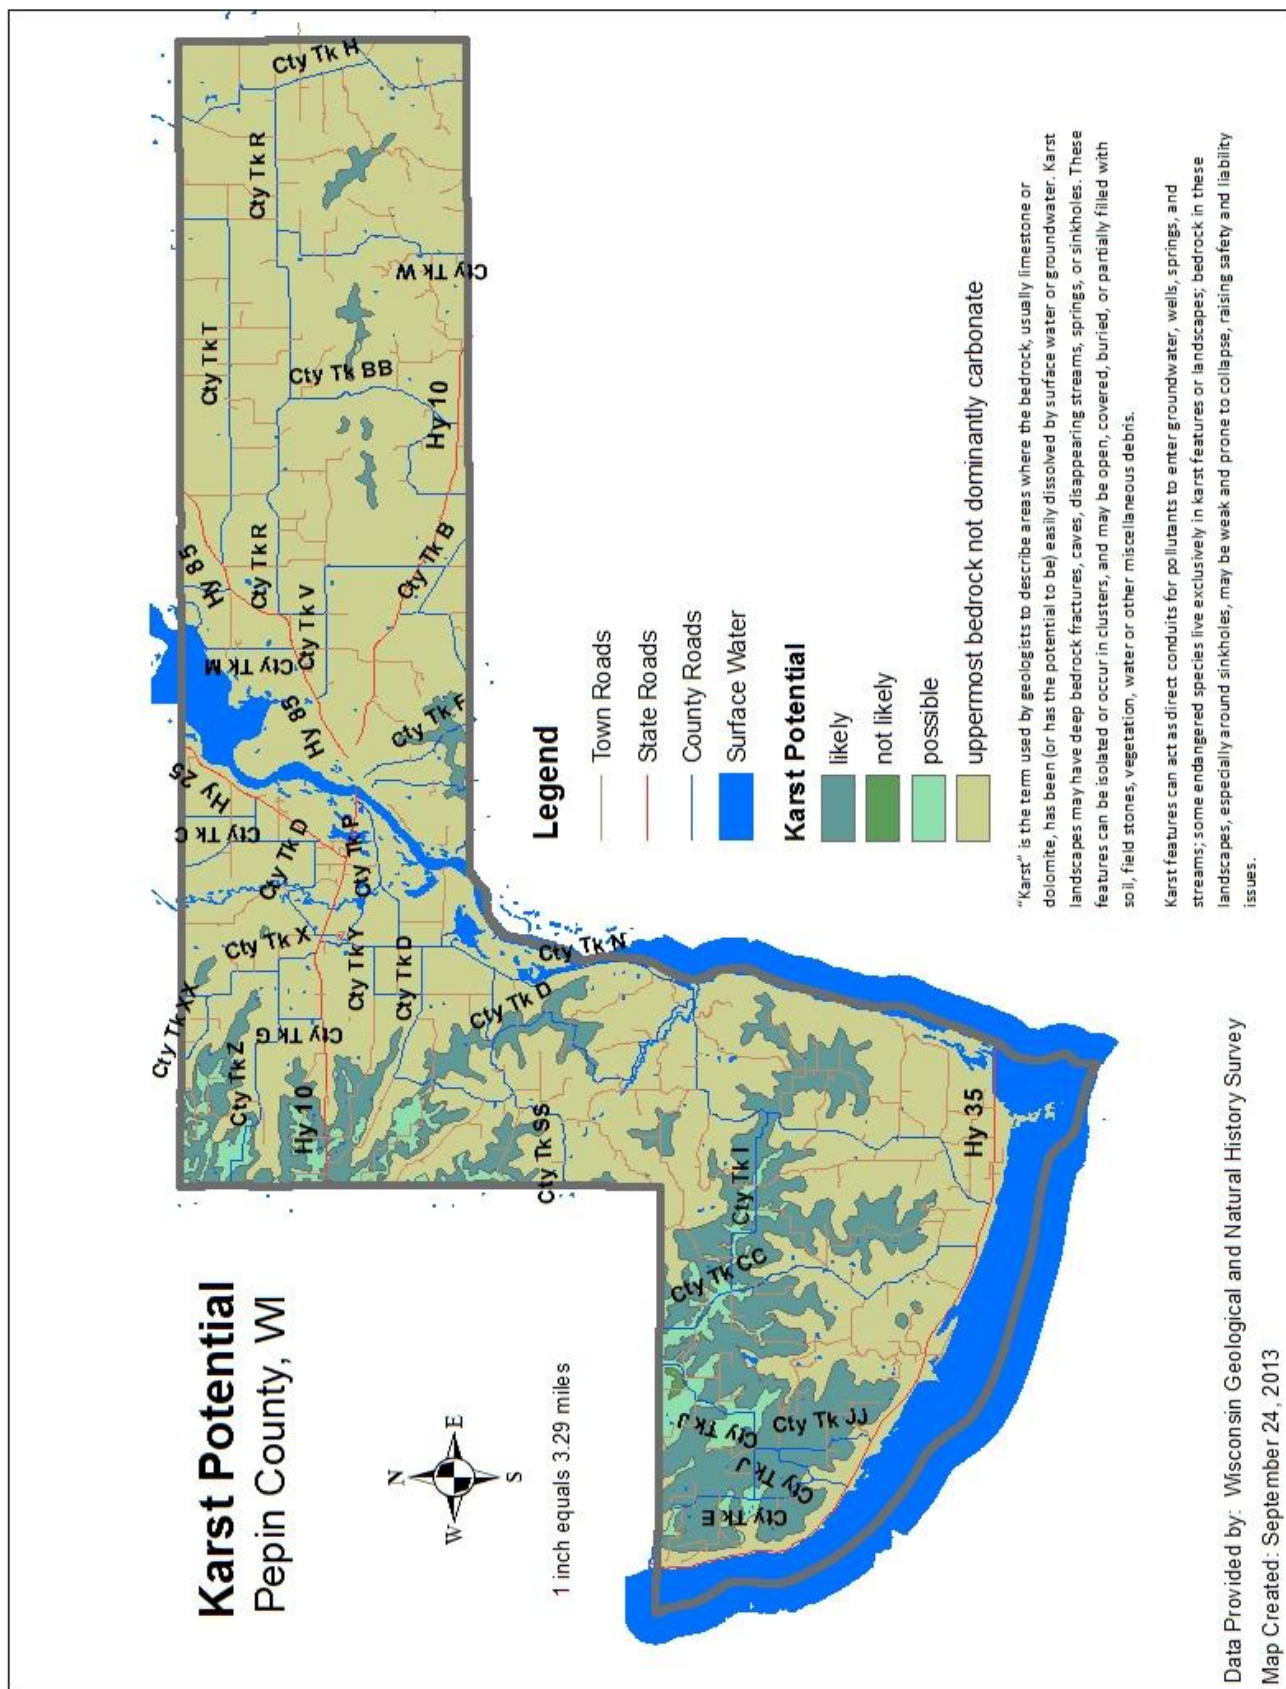 Karst Potential
Pepin County, WI
N
W
E
S
1 inch equals 3.29 miles
Cty Tk XX
Cty Tk Z
Cty Tk G
Hy 10
Cty Tk X
Cty Tk Y
Cty Tk D
Cty Tk C
Hy 25
Cty Tk D
Cty Tk P
Cty Tk D
Cty Tk SS
Cty Tk N
Hy 85
Cty Tk M
Hy 85
Cty Tk V
Cty Tk R
Cty Tk F
Cty Tk B
Cty Tk T
Cty Tk BB
Hy 10
Cty Tk R
Cty Tk W
Cty Tk H
Cty Tk I
Cty Tk CC
Cty Tk J
Cty Tk JJ
Cty Tk J
Cty Tk E
Hy 35
Legend
Town Roads
State Roads
County Roads
Surface Water
Karst Potential
likely
not likely
possible
uppermost bedrock not dominantly carbonate
"Karst" is the term used by geologists to describe areas where the bedrock, usually limestone or
dolomite, has been (or has the potential to be) easily dissolved by surface water or groundwater. Karst
landscapes may have deep bedrock fractures, caves, disappearing streams, springs, or sinkholes. These
features can be isolated or occur in clusters, and may be open, covered, buried, or partially filled with
soil, field stones, vegetation, water or other miscellaneous debris.
Karst features can act as direct conduits for pollutants to enter groundwater, wells, springs, and
streams; some endangered species live exclusively in karst features or landscapes; bedrock in these
landscapes, especially around sinkholes, may be weak and prone to collapse, raising safety and liability
issues.
Data Provided by: Wisconsin Geological and Natural History Survey
Map Created: September 24, 2013